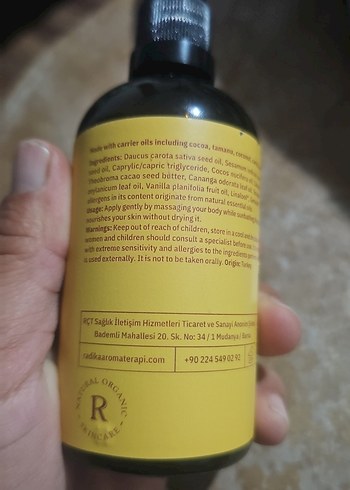 Made with carrier oils including cocoa, tamanu,
Ingredients: Daucus carota sativa seed oil,
seed oil, Caprylic/capric triglyceride, Cocos nucifera
Theobroma cacao seed butter, Cananga odorata leaf
leaf oil, Vanilla planifolia fruit oil,
allergens in its content originate from natural essential
Usage: Apply gently by massaging your body while
nourishes your skin without drying it.
Warnings: Keep out of reach of children, store in a cool
women and children should consult a specialist before
with extreme sensitivity and allergies to the ingredients
is used externally. It is not to be taken orally. Origin:
HÇT Sağlık İletişim Hizmetleri Ticaret ve Sanayi
Bademli Mahallesi 20. Sk. No: 34 / 1 Mudanya
radikaaromaterapi.com
+90 224 549 02 92
NATURAL ORGANIC
R
SKINCARE